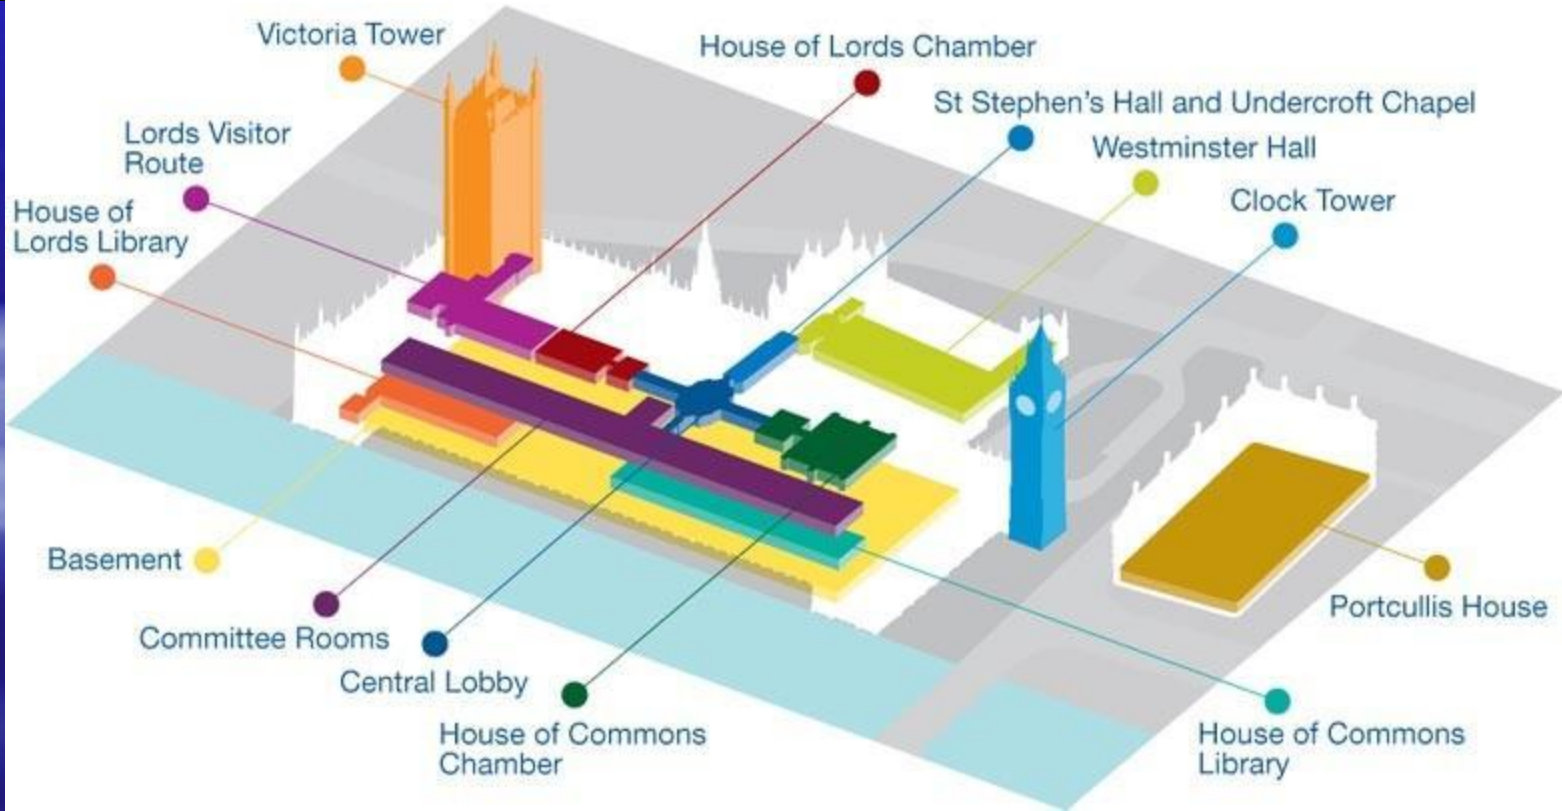 Victoria Tower
House of Lords Chamber
St Stephen's Hall and Undercroft Chapel
Lords Visitor
Route
Westminster Hall
Clock Tower
House of
Lords Library
Basement
Committee Rooms
Central Lobby
House of Commons
Chamber
Portcullis House
House of Commons
Library